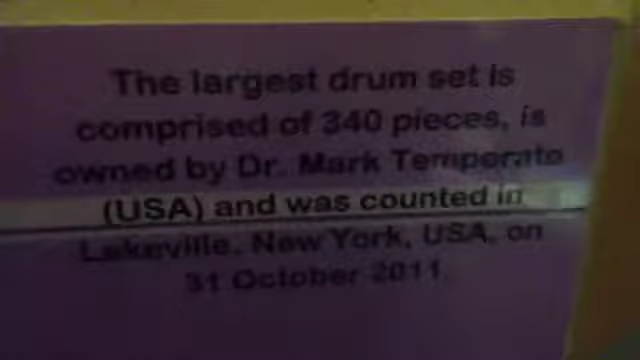 The largest drum set is
comprised of 340 pieces, is
owned by Dr. Mark Temperato
(USA) and was counted in
Lakeville, New York, USA, on
31 October 2011.